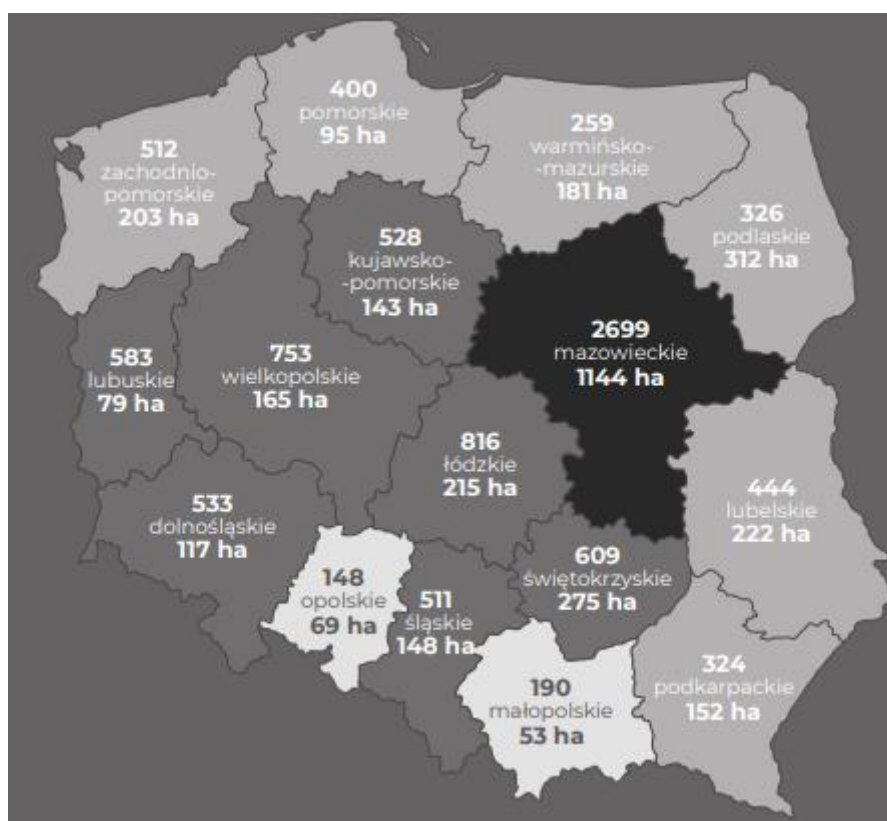 400
pomorskie
95 ha
259
warmińsko-
-mazurskie
181 ha
512
zachodnio-
pomorskie
203 ha
326
podlaskie
312 ha
528
kujawsko-
-pomorskie
143 ha
2699
mazowieckie
1144 ha
583
lubuskie
79 ha
753
wielkopolskie
165 ha
816
łódzkie
215 ha
444
lubelskie
222 ha
533
dolnośląskie
117 ha
609
świętokrzyskie
275 ha
148
opolskie
69 ha
511
śląskie
148 ha
324
podkarpackie
152 ha
190
małopolskie
53 ha